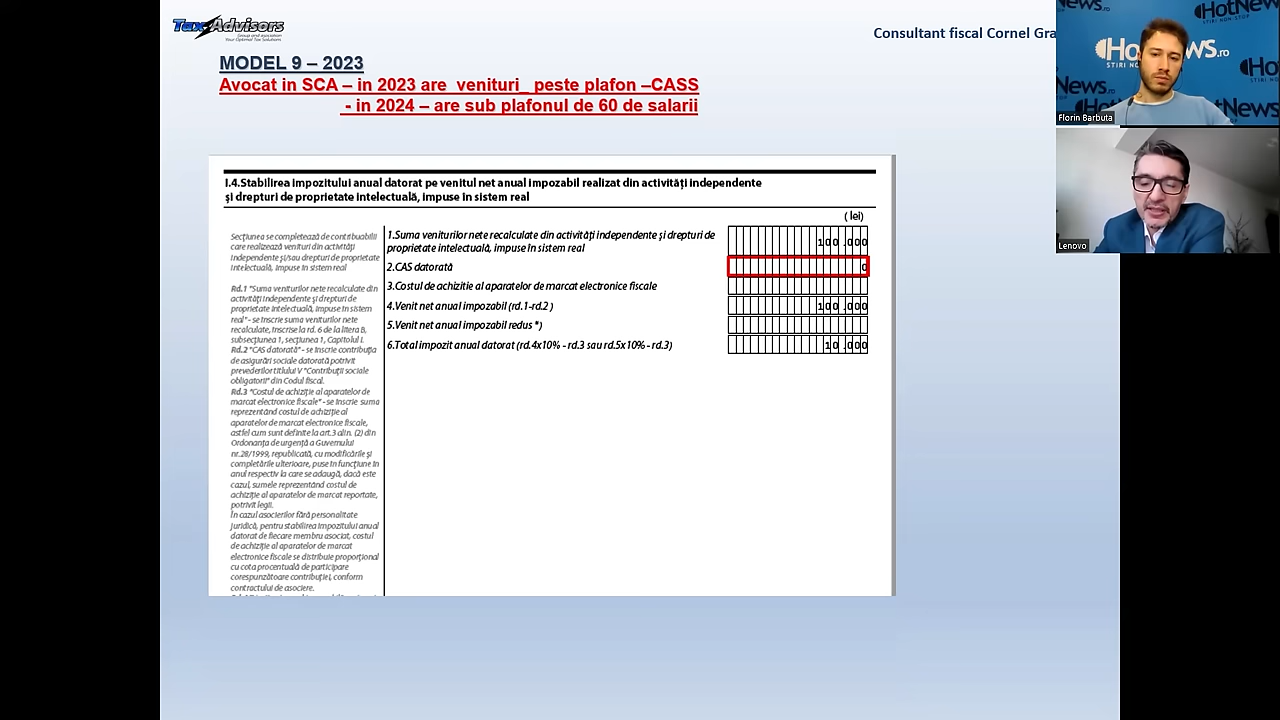 Tax Advisors
Group and asociatii
Your Optimal Tax Solutions
Consultant fiscal Cornel Gra
MODEL 9 – 2023
Avocat in SCA – in 2023 are venituri_ peste plafon –CASS
- in 2024 – are sub plafonul de 60 de salarii
I.4.Stabilirea impozitului anual datorat pe venitul net anual impozabil realizat din activități independente
și drepturi de proprietate intelectuală, impuse în sistem real
( lei)
Secțiunea se completează de contribuabilii
care realizează venituri din activități
independente și/sau drepturi de proprietate
intelectuală, impuse în sistem real
Rd.1 "Suma veniturilor nete recalculate din
activități independente și drepturi de
proprietate intelectuală, impuse în sistem
real" - se înscrie suma veniturilor nete
recalculate, înscrise la rd. 6 de la litera B,
subsecțiunea 1, secțiunea 1, Capitolul I.
Rd.2 "CAS datorată" - se înscrie contribuția
de asigurări sociale datorată potrivit
prevederilor titlului V "Contribuții sociale
obligatorii" din Codul fiscal.
Rd.3 "Costul de achiziție al aparatelor de
marcat electronice fiscale" - se înscrie suma
reprezentând costul de achiziție al
aparatelor de marcat electronice fiscale,
astfel cum sunt definite la art.3 alin. (2) din
Ordonanța de urgență a Guvernului
nr.28/1999, republicată, cu modificările și
completările ulterioare, puse în funcțiune în
anul respectiv la care se adaugă, dacă este
cazul, sumele reprezentând costul de
achiziție al aparatelor de marcat reportate,
potrivit legii.
În cazul asocierilor fără personalitate
juridică, pentru stabilirea impozitului anual
datorat de fiecare membru asociat, costul
de achiziție al aparatelor de marcat
electronice fiscale se distribuie proporțional
cu cota procentuală de participare
corespunzătoare contribuției, conform
contractului de asociere.
1.Suma veniturilor nete recalculate din activități independente și drepturi de
proprietate intelectuală, impuse în sistem real
100.000
2.CAS datorată
0
3.Costul de achizitie al aparatelor de marcat electronice fiscale
4.Venit net anual impozabil (rd.1-rd.2 )
100.000
5.Venit net anual impozabil redus *)
6.Total impozit anual datorat (rd.4x10% - rd.3 sau rd.5x10% - rd.3)
10.000
HotNews.ro
STIRI NON STOP
Florin Barbuta
Lenovo